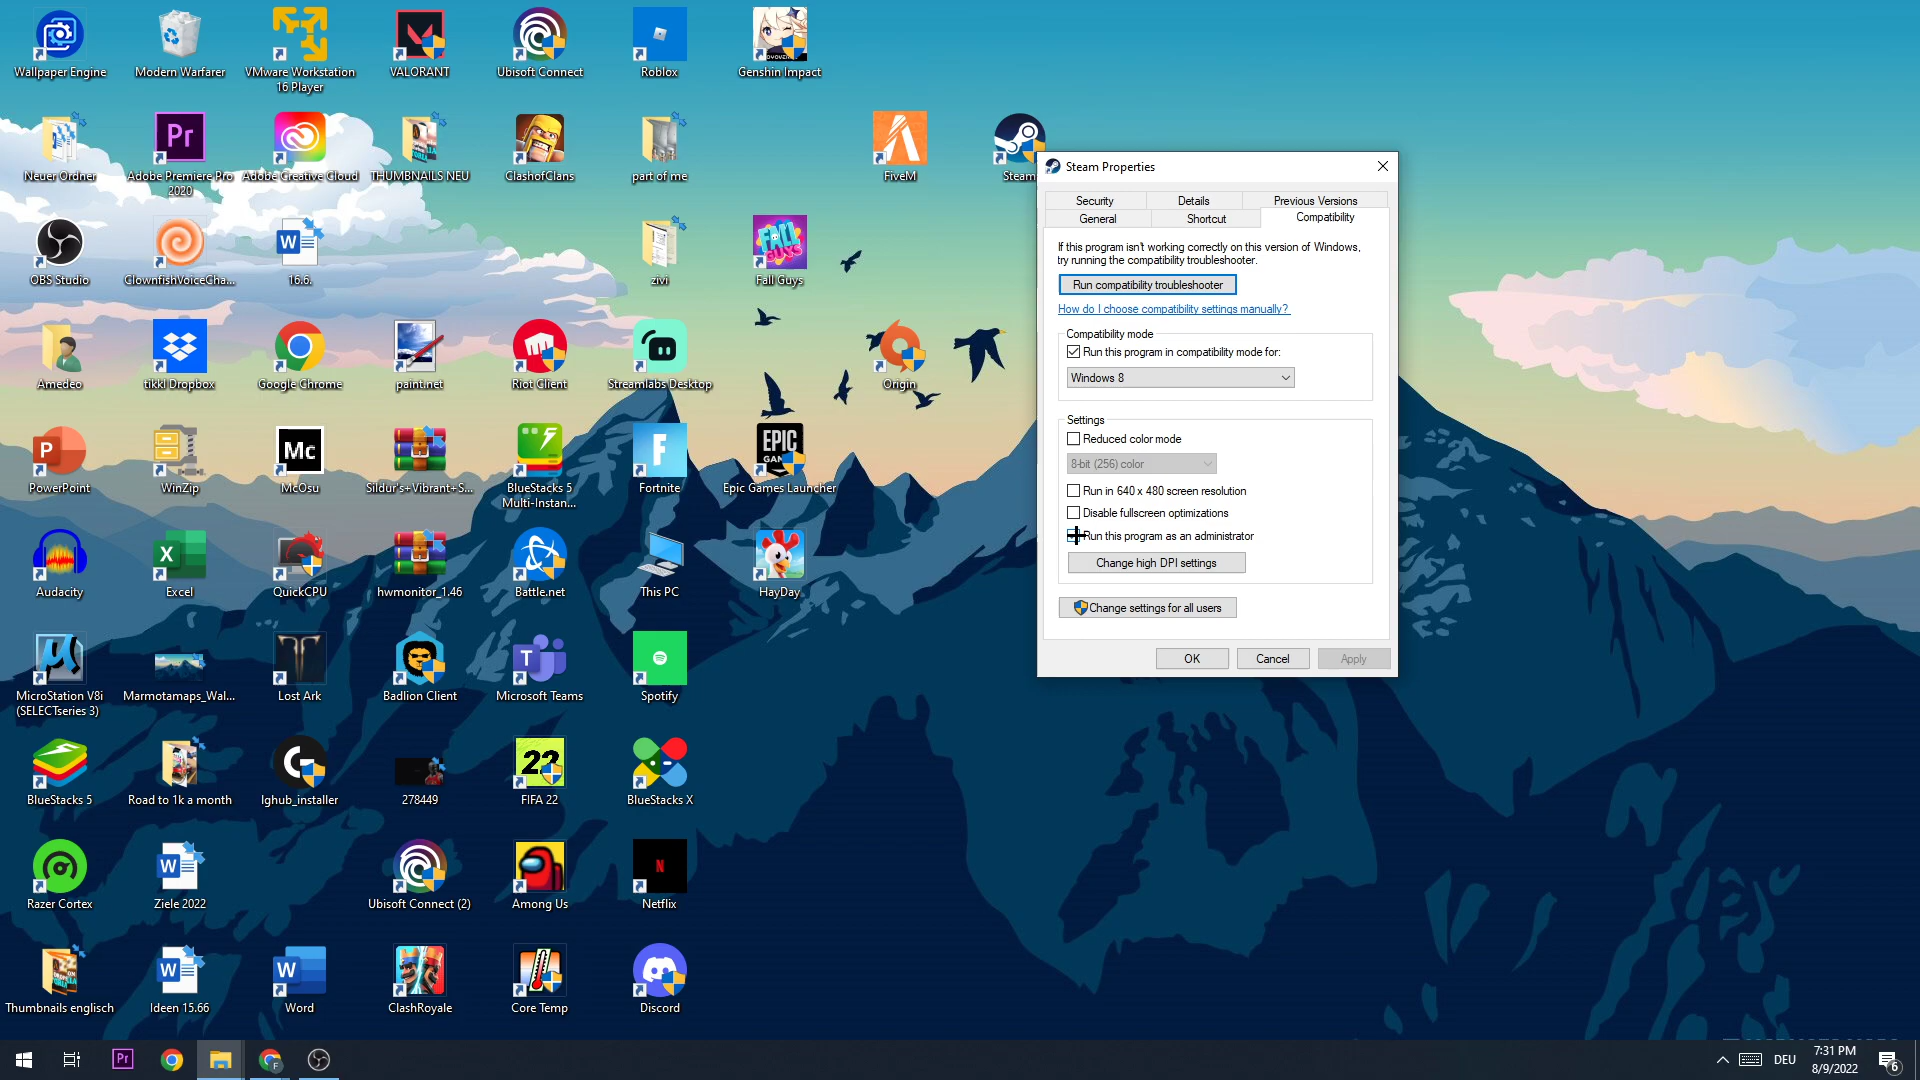 Wallpaper Engine
Modern Warfarer
VMware Workstation
16 Player
VALORANT
Ubisoft Connect
Roblox
Genshin Impact
Neuer Ordner
Pr
Adobe Premiere Pro
2020
Adobe Creative Cloud
THUMBNAILS NEU
ClashofClans
part of me
FiveM
Steam
OBS Studio
ClownfishVoiceCha...
16.6.
zivi
FALL
GUYS
Fall Guys
Amedeo
tikkl Dropbox
Google Chrome
paint.net
Riot Client
Streamlabs Desktop
Origin
PowerPoint
WinZip
Mc
McOsu
Sildur's+Vibrant+S...
BlueStacks 5
Multi-Instan...
Fortnite
EPIC
Epic Games Launcher
Audacity
Excel
QuickCPU
hwmonitor_1.46
Battle.net
This PC
HayDay
MicroStation V8i
(SELECTseries 3)
Marmotamaps_Wal...
Lost Ark
Badlion Client
Microsoft Teams
Spotify
BlueStacks 5
Road to 1k a month
lghub_installer
278449
22
FIFA 22
BlueStacks X
Razer Cortex
Ziele 2022
Ubisoft Connect (2)
Among Us
Netflix
Thumbnails englisch
Ideen 15.66
Word
ClashRoyale
Core Temp
Discord
Steam Properties
Security
Details
Previous Versions
General
Shortcut
Compatibility
If this program isn't working correctly on this version of Windows,
try running the compatibility troubleshooter.
Run compatibility troubleshooter
How do I choose compatibility settings manually?
Compatibility mode
Run this program in compatibility mode for:
Windows 8
Settings
Reduced color mode
8-bit (256) color
Run in 640 x 480 screen resolution
Disable fullscreen optimizations
Run this program as an administrator
Change high DPI settings
Change settings for all users
OK
Cancel
Apply
Pr
F
DEU
7:31 PM
8/9/2022
6